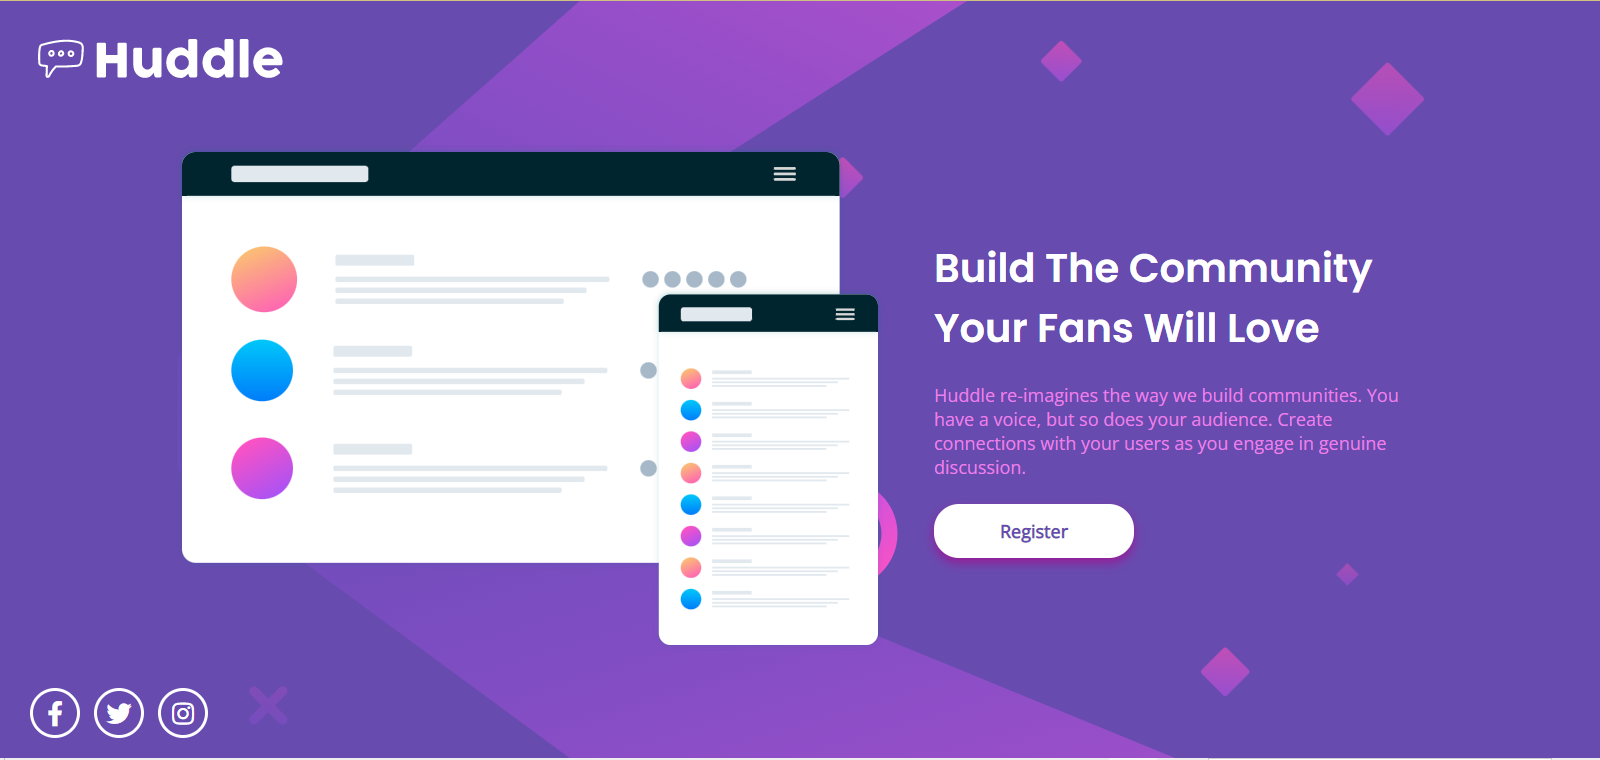 Huddle
Build The Community
Your Fans Will Love
Huddle re-imagines the way we build communities. You
have a voice, but so does your audience. Create
connections with your users as you engage in genuine
discussion.
Register